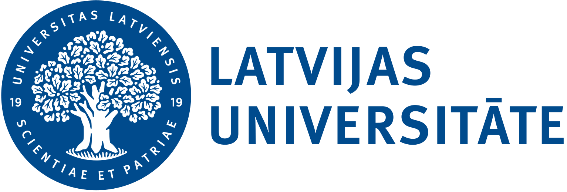 UNIVERSITAS LATVIENSIS
19 19
SCIENTIAE ET PATRIAE
LATVIJAS
UNIVERSITĀTE